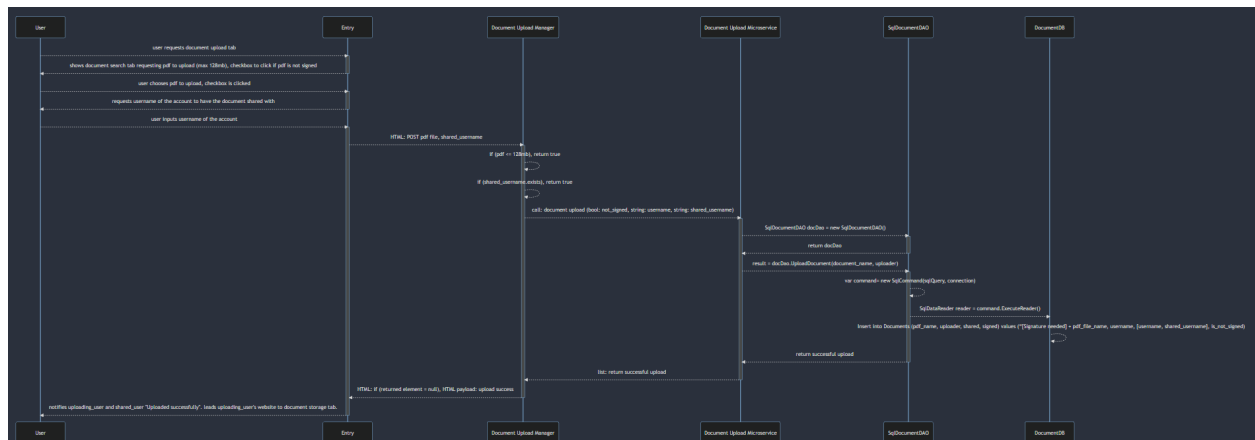 User Entry Document Upload Manager Document Upload Microservice SqlDocumentDAO DocumentDB
user requests document upload tab
shows document search tab requesting pdf to upload (max 128mb), checkbox to click if pdf is not signed
user chooses pdf to upload, checkbox is clicked
requests username of the account to have the document shared with
user inputs username of the account
HTML: POST pdf file, shared_username
if (pdf <= 128mb), return true
if (shared_username.exists), return true
call: document upload (bool: not_signed, string: username, string: shared_username)
SqlDocumentDAO docDao = new SqlDocumentDAO()
return docDao
result = docDao.UploadDocument(document_name, uploader)
var command= new SqlCommand(sqlQuery, connection)
SqlDataReader reader = command.ExecuteReader()
Insert into Documents (pdf_name, uploader, shared, signed) values ("[Signature needed] + pdf_file_name, username, [username, shared_username], is_not_signed)
return successful upload
list: return successful upload
HTML: if (returned element = null), HTML payload: upload success
notifies uploading_user and shared_user "Uploaded successfully". leads uploading_user's website to document storage tab.
User Entry Document Upload Manager Document Upload Microservice SqlDocumentDAO DocumentDB